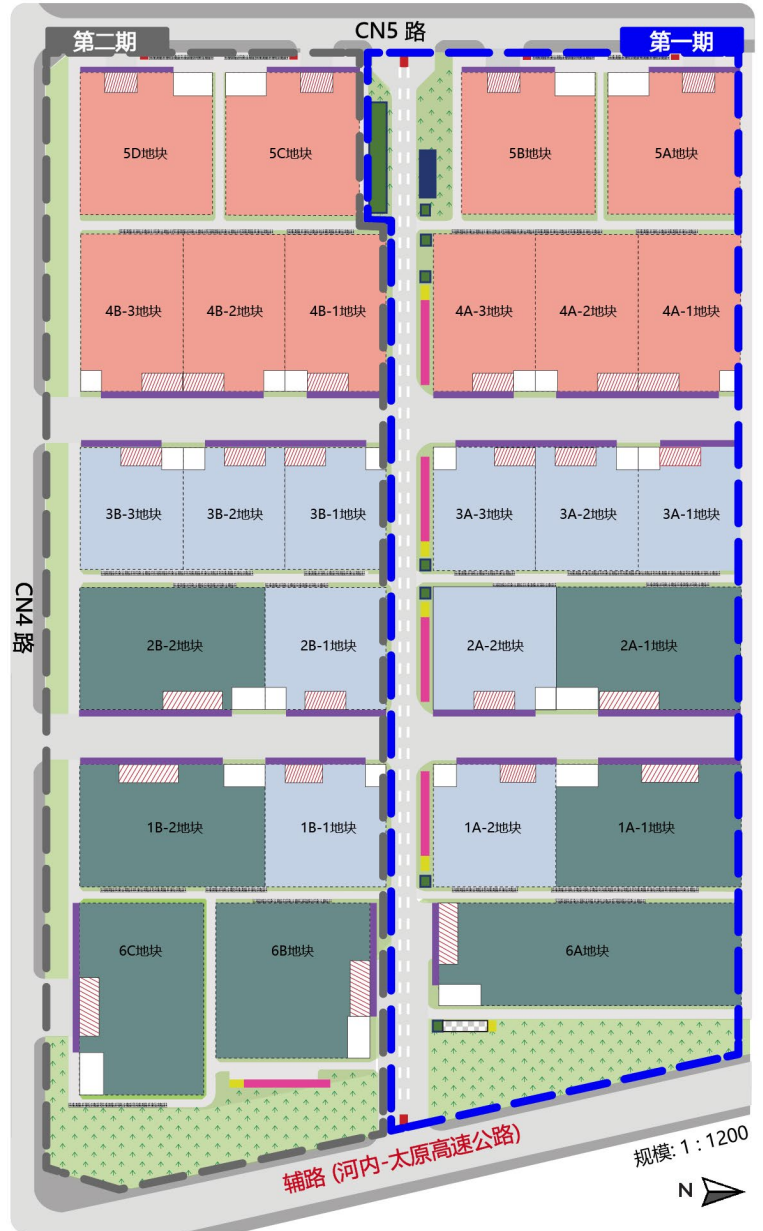 CN5 路
第二期
第一期
5D地块
5C地块
5B地块
5A地块
4B-3地块
4B-2地块
4B-1地块
4A-3地块
4A-2地块
4A-1地块
3B-3地块
3B-2地块
3B-1地块
3A-3地块
3A-2地块
3A-1地块
CN4 路
2B-2地块
2B-1地块
2A-2地块
2A-1地块
1B-2地块
1B-1地块
1A-2地块
1A-1地块
6C地块
6B地块
6A地块
辅路 (河内-太原高速公路)
规模: 1 : 1200
N